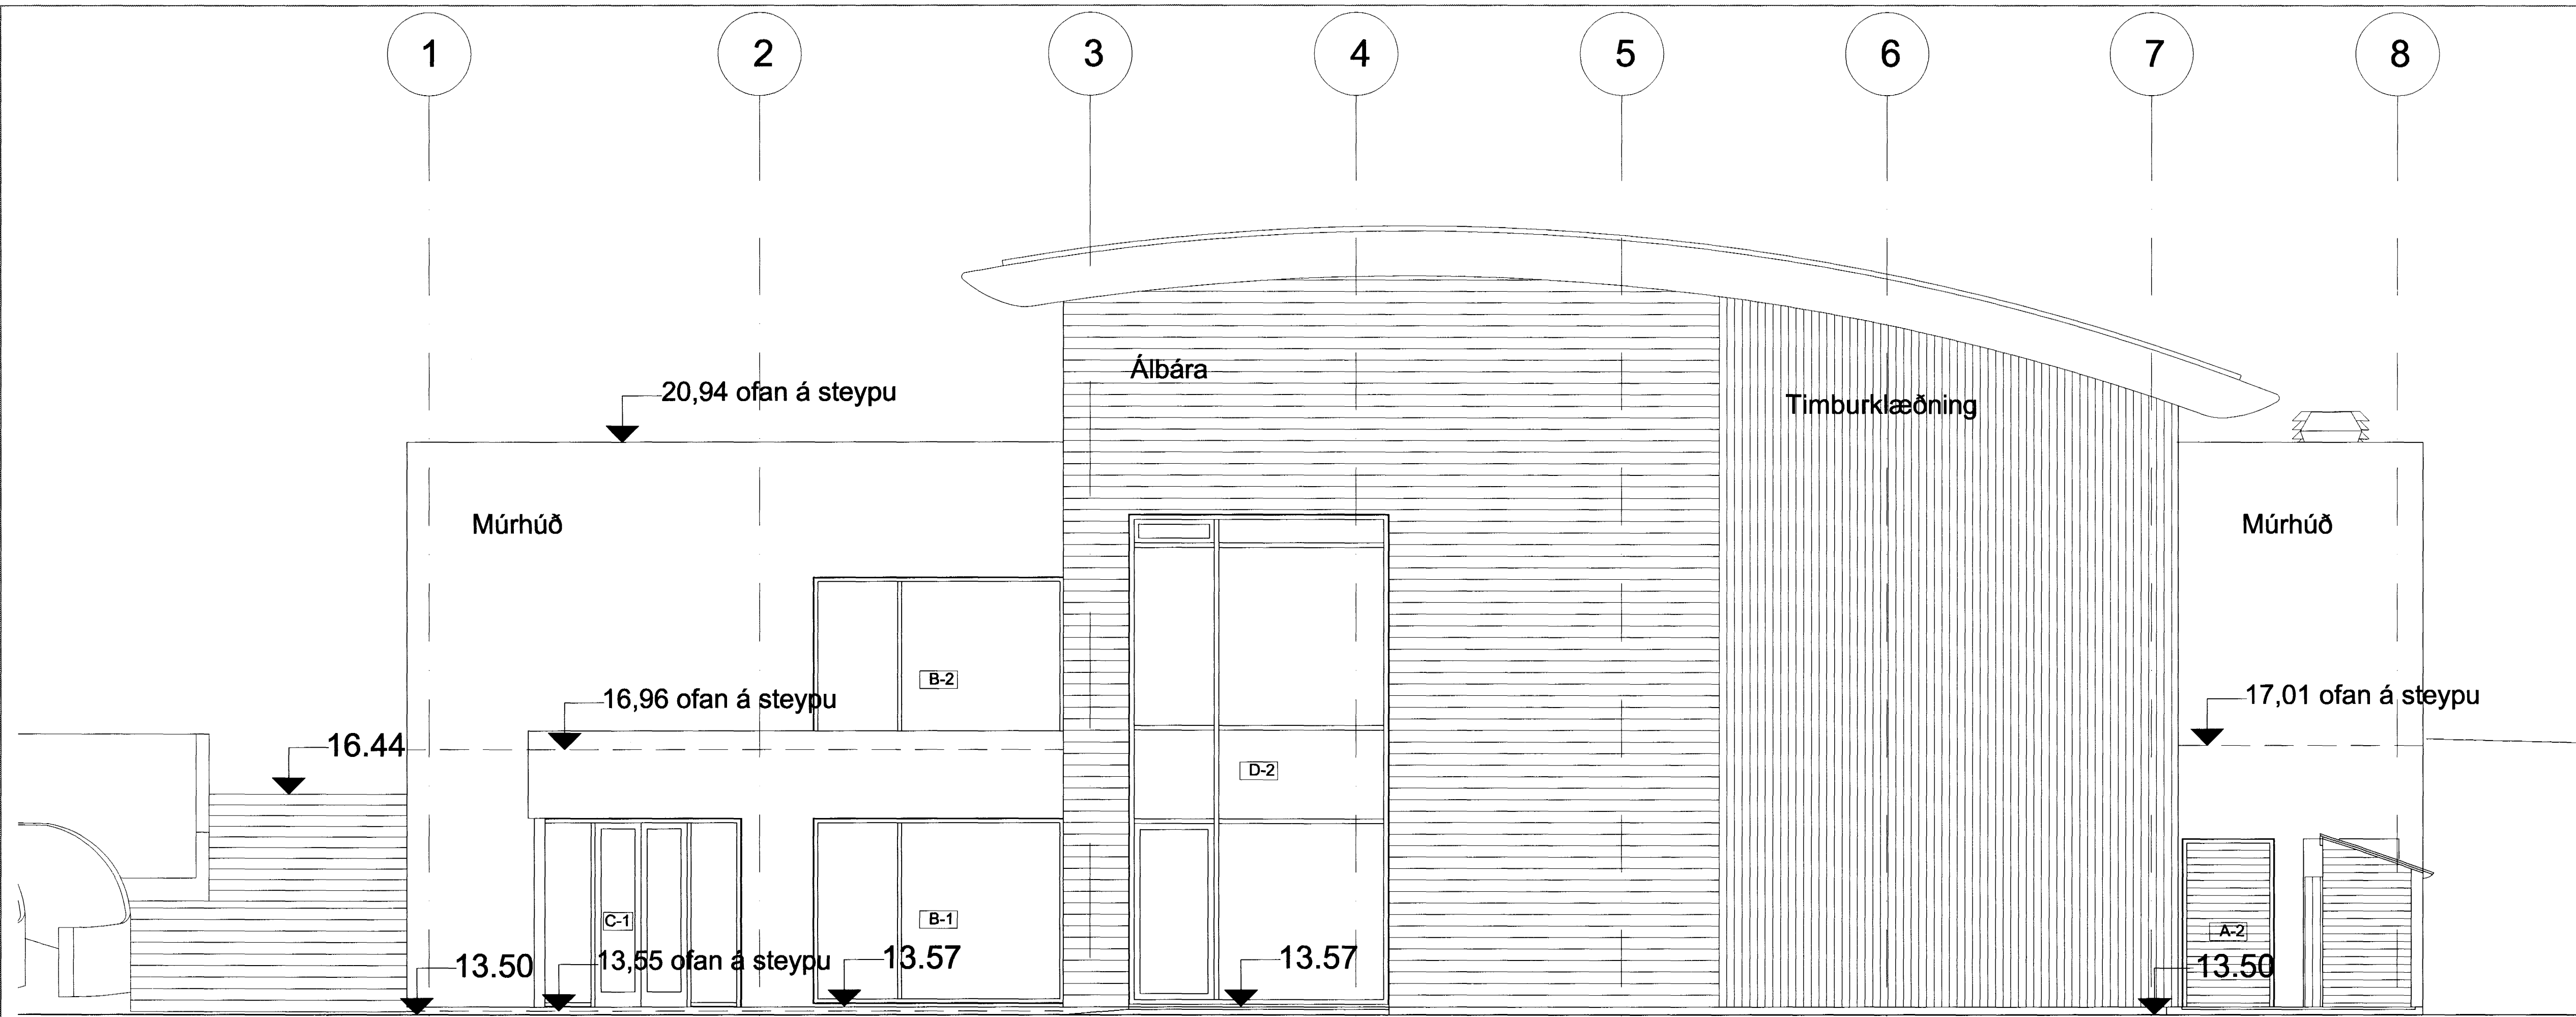 1 2 3 4 5 6 7 8
Álbára
20,94 ofan á steypu
Timburklæðning
Múrhúð
Múrhúð
B-2
16,96 ofan á steypu
17,01 ofan á steypu
16.44
D-2
C-1
B-1
A-2
13.50
13,55 ofan á steypu
13.57
13.57
13.50